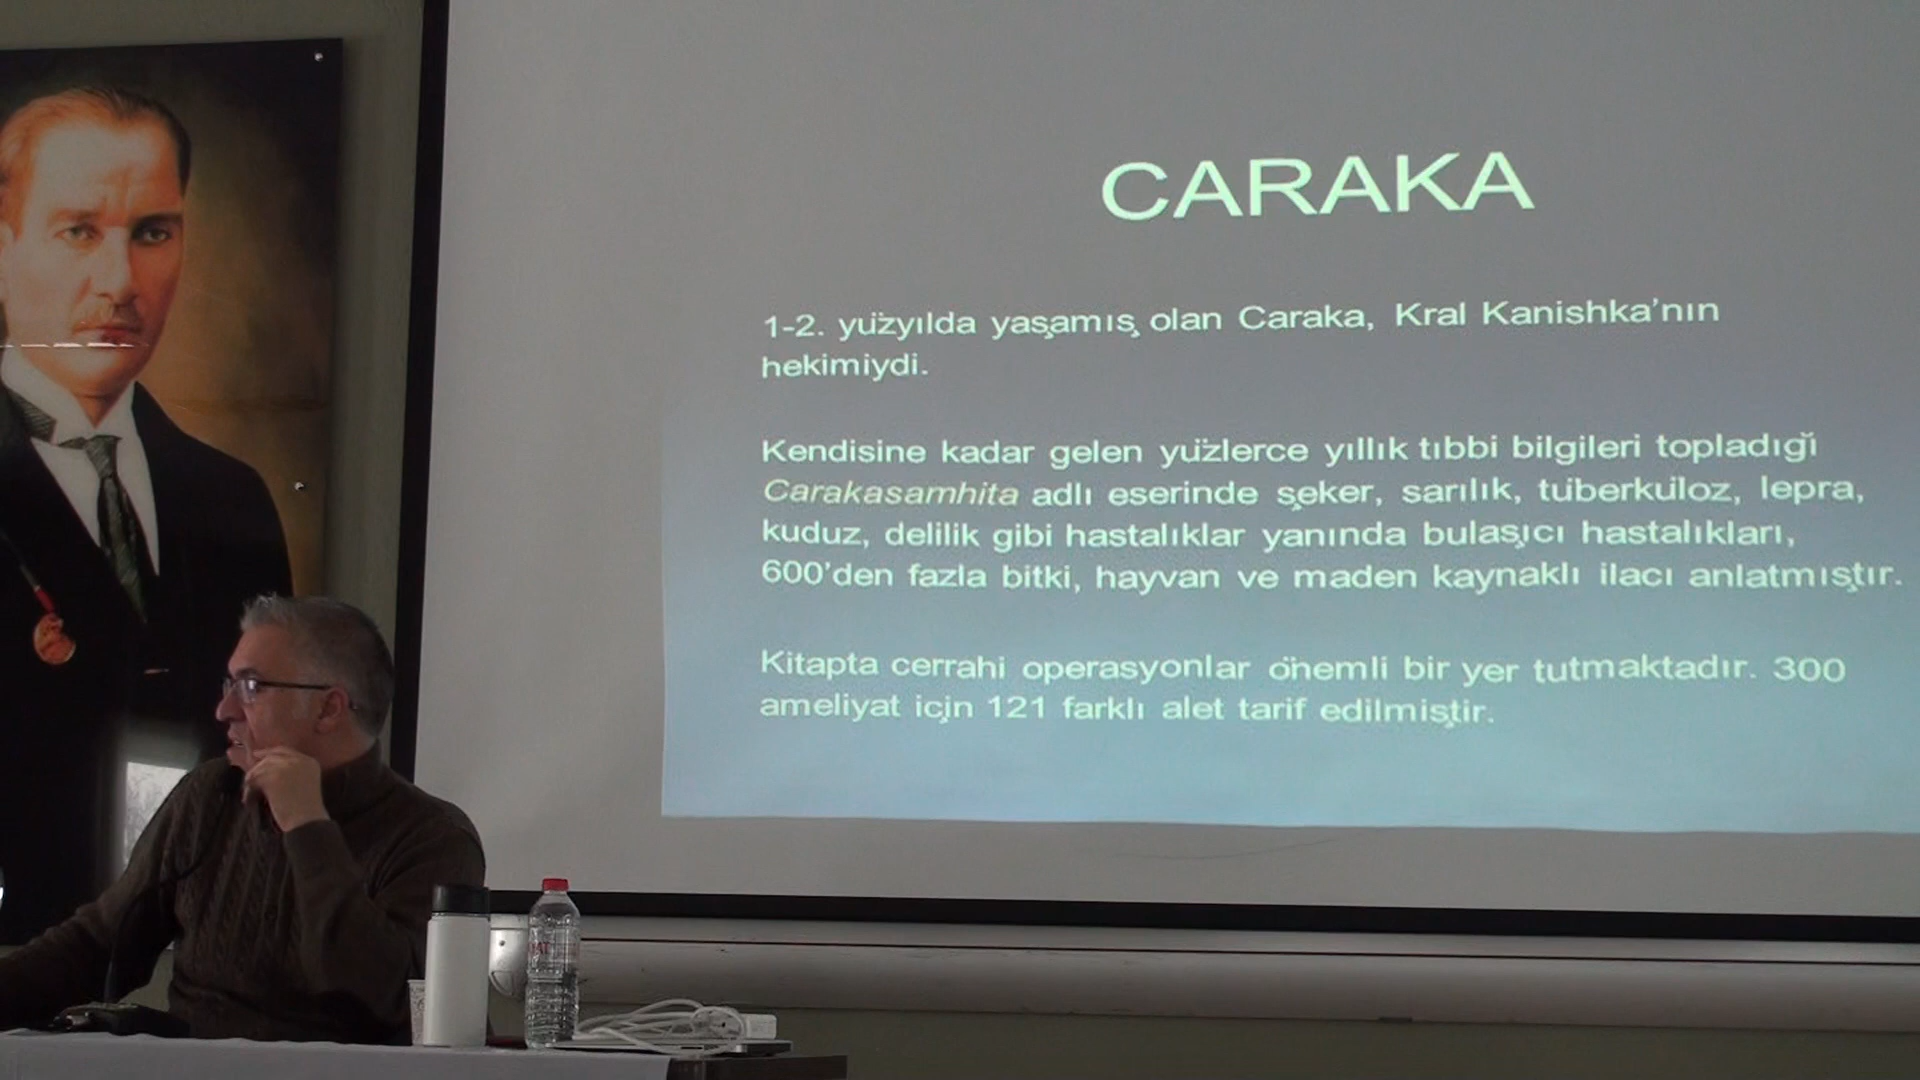 CARAKA
1-2. yüzyılda yaşamış olan Caraka, Kral Kanishka'nın
hekimiydi.
Kendisine kadar gelen yüzlerce yıllık tıbbi bilgileri topladığı
Carakasamhita adlı eserinde şeker, sarılık, tüberküloz, lepra,
kuduz, delilik gibi hastalıklar yanında bulaşıcı hastalıkları,
600'den fazla bitki, hayvan ve maden kaynaklı ilacı anlatmıştır.
Kitapta cerrahi operasyonlar önemli bir yer tutmaktadır. 300
ameliyat için 121 farklı alet tarif edilmiştir.